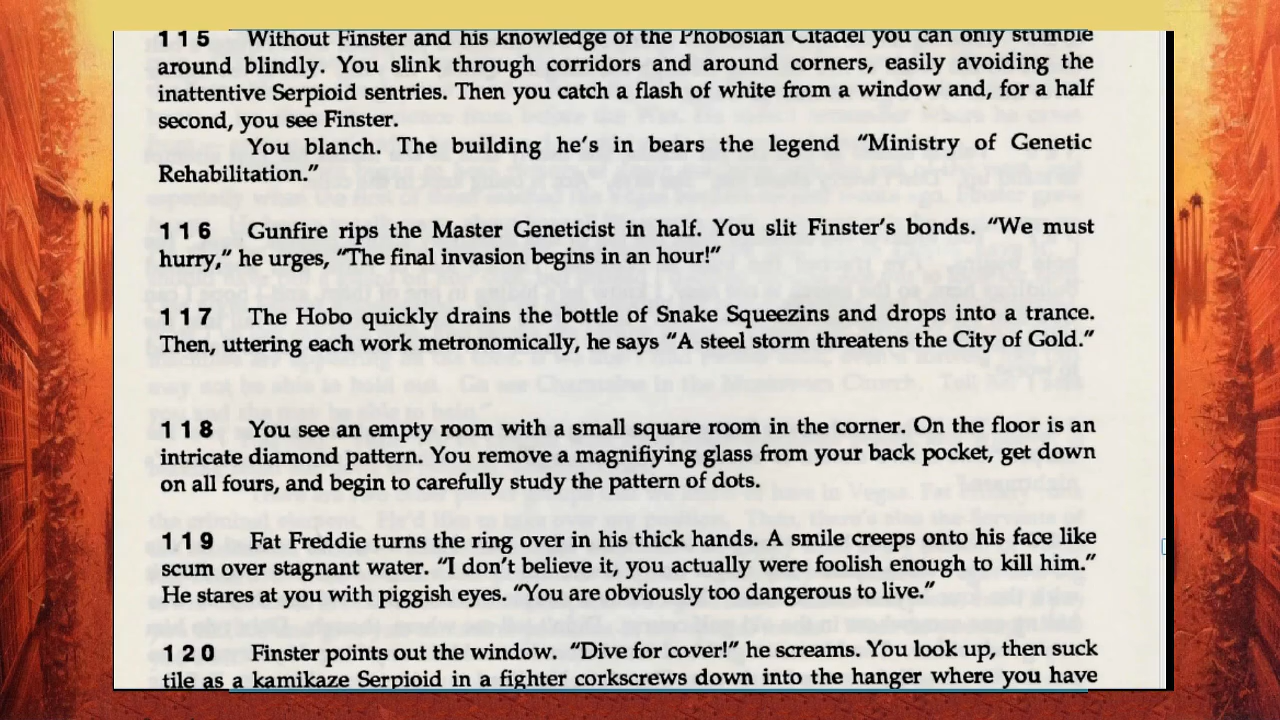 115 Without Finster and his knowledge of the Phobosian Citadel you can only stumble
around blindly. You slink through corridors and around corners, easily avoiding the
inattentive Serpioid sentries. Then you catch a flash of white from a window and, for a half
second, you see Finster.
You blanch. The building he's in bears the legend “Ministry of Genetic
Rehabilitation.”
116 Gunfire rips the Master Geneticist in half. You slit Finster's bonds. “We must
hurry,” he urges, “The final invasion begins in an hour!”
117 The Hobo quickly drains the bottle of Snake Squeezins and drops into a trance.
Then, uttering each work metronomically, he says “A steel storm threatens the City of Gold.”
118 You see an empty room with a small square room in the corner. On the floor is an
intricate diamond pattern. You remove a magnifiying glass from your back pocket, get down
on all fours, and begin to carefully study the pattern of dots.
119 Fat Freddie turns the ring over in his thick hands. A smile creeps onto his face like
scum over stagnant water. “I don't believe it, you actually were foolish enough to kill him.”
He stares at you with piggish eyes. “You are obviously too dangerous to live.”
120 Finster points out the window. “Dive for cover!” he screams. You look up, then suck
tile as a kamikaze Serpioid in a fighter corkscrews down into the hanger where you have